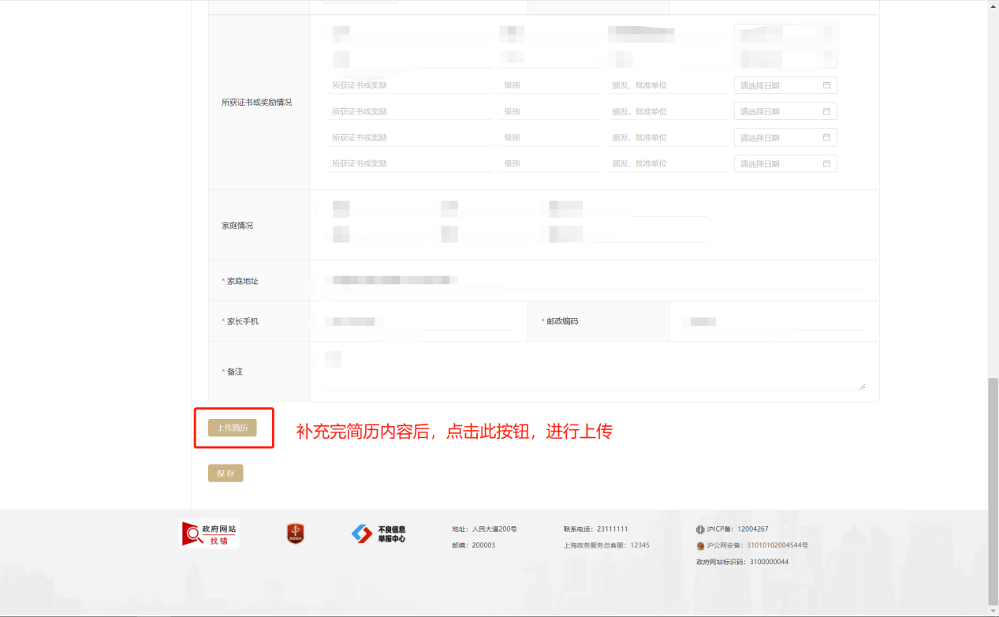 所获证书或奖励情况
所获证书或奖励 级别 颁发、批准单位 请选择日期
所获证书或奖励 级别 颁发、批准单位 请选择日期
所获证书或奖励 级别 颁发、批准单位 请选择日期
所获证书或奖励 级别 颁发、批准单位 请选择日期
家庭情况
* 家庭地址
* 家长手机 * 邮政编码
* 备注
上传简历 补充完简历内容后，点击此按钮，进行上传
保 存
政府网站
找错
不良信息
举报中心
地址：人民大道200号 联系电话：23111111 沪ICP备：12004267
邮编：200003 上海政务服务总客服：12345 沪公网安备：31010102004544号
政府网站标识码：3100000044